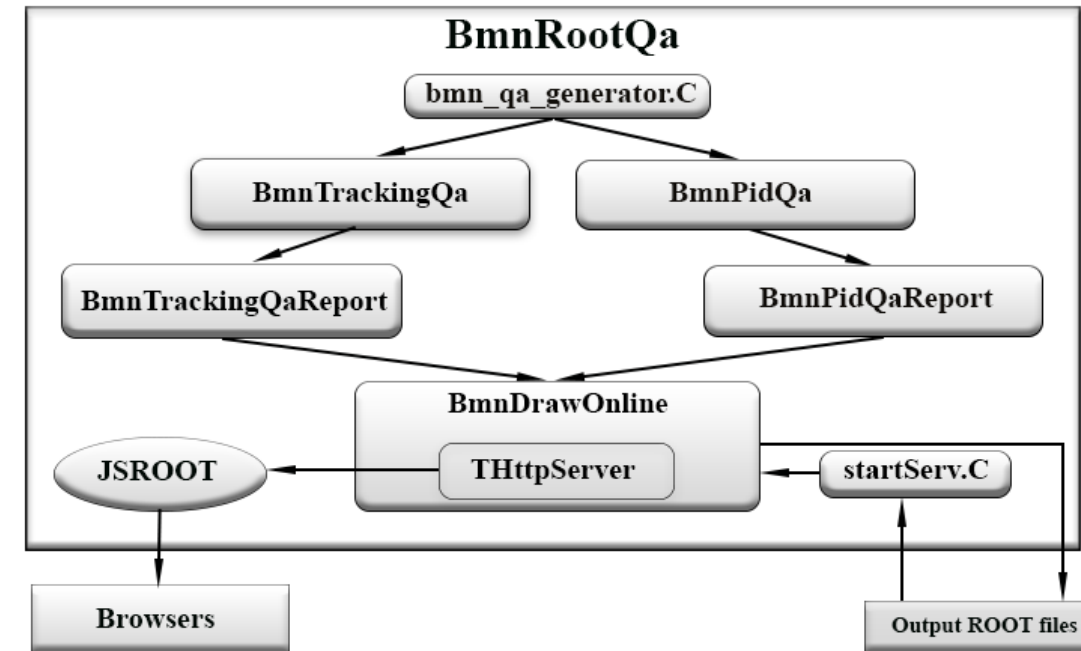 BmnRootQa
bmn_qa_generator.C
BmnTrackingQa
BmnPidQa
BmnTrackingQaReport
BmnPidQaReport
BmnDrawOnline
JSROOT
THttpServer
startServ.C
Browsers
Output ROOT files